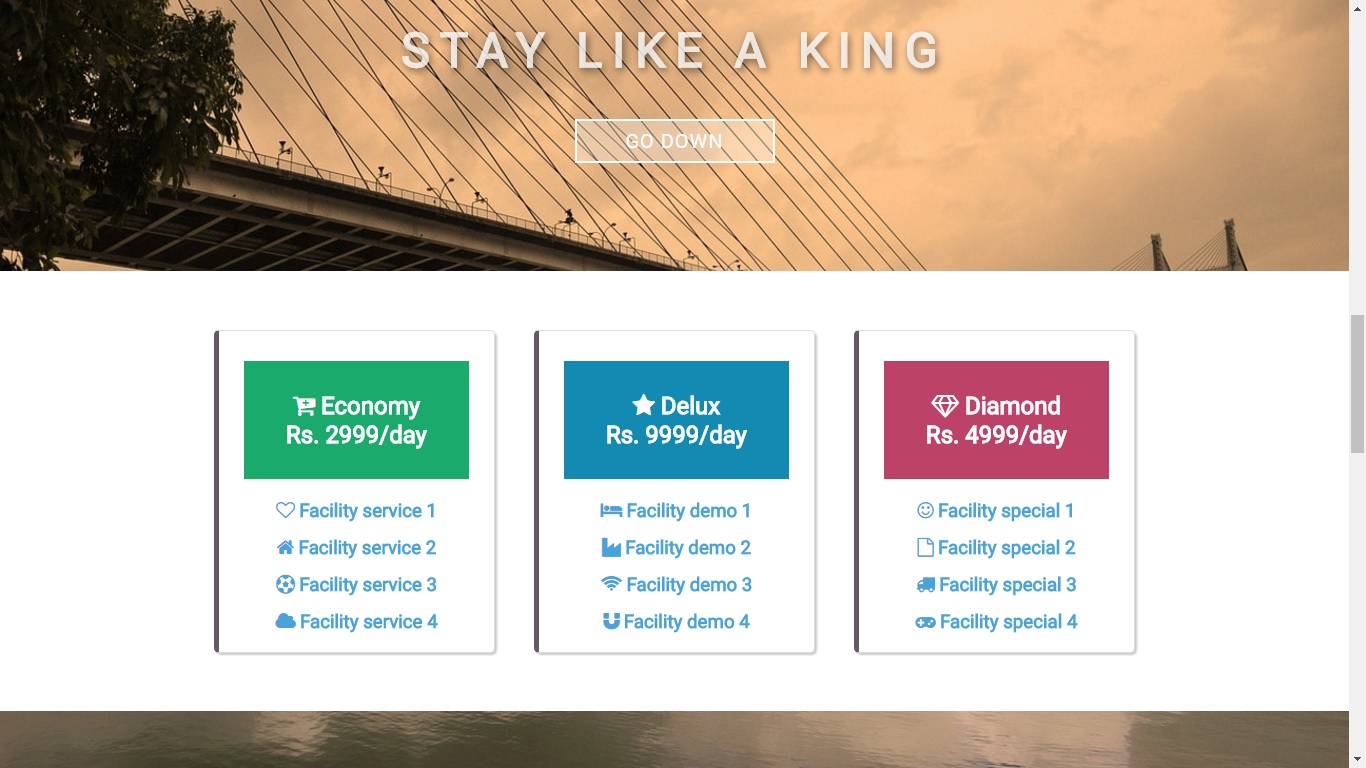 STAY LIKE A KING
GO DOWN
Economy
Rs. 2999/day
Facility service 1
Facility service 2
Facility service 3
Facility service 4
Delux
Rs. 9999/day
Facility demo 1
Facility demo 2
Facility demo 3
Facility demo 4
Diamond
Rs. 4999/day
Facility special 1
Facility special 2
Facility special 3
Facility special 4